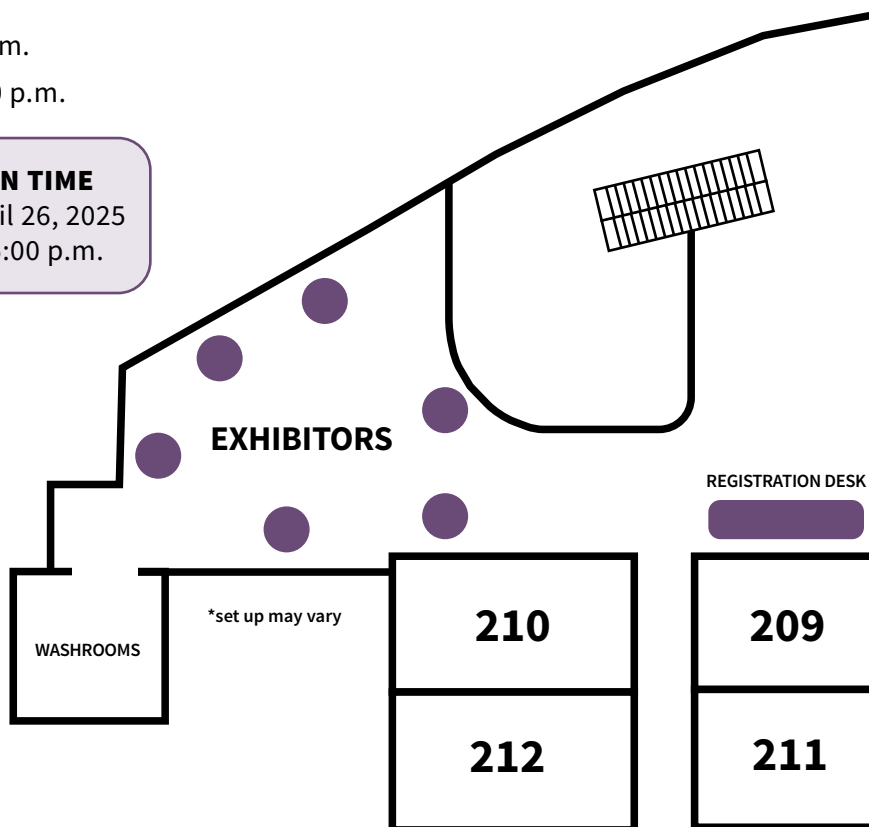 m.
p.m.
N TIME
il 26, 2025
:00 p.m.
EXHIBITORS
REGISTRATION DESK
210
209
*set up may vary
WASHROOMS
212
211